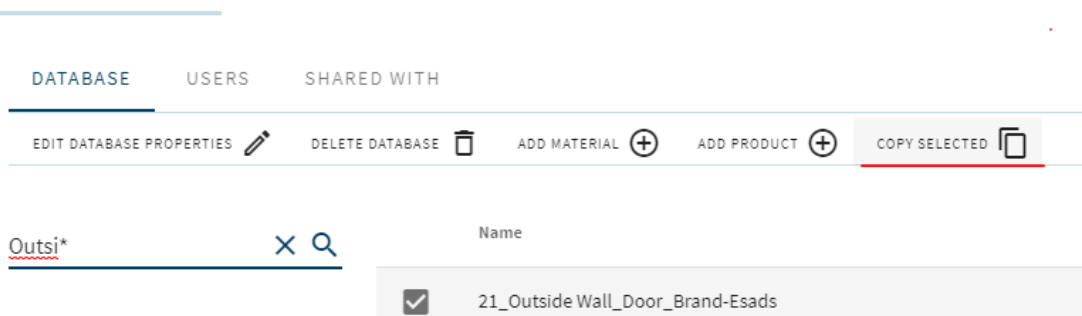 DATABASE USERS SHARED WITH
EDIT DATABASE PROPERTIES DELETE DATABASE ADD MATERIAL ADD PRODUCT COPY SELECTED
Outsi*
Name
21_Outside Wall_Door_Brand-Esads